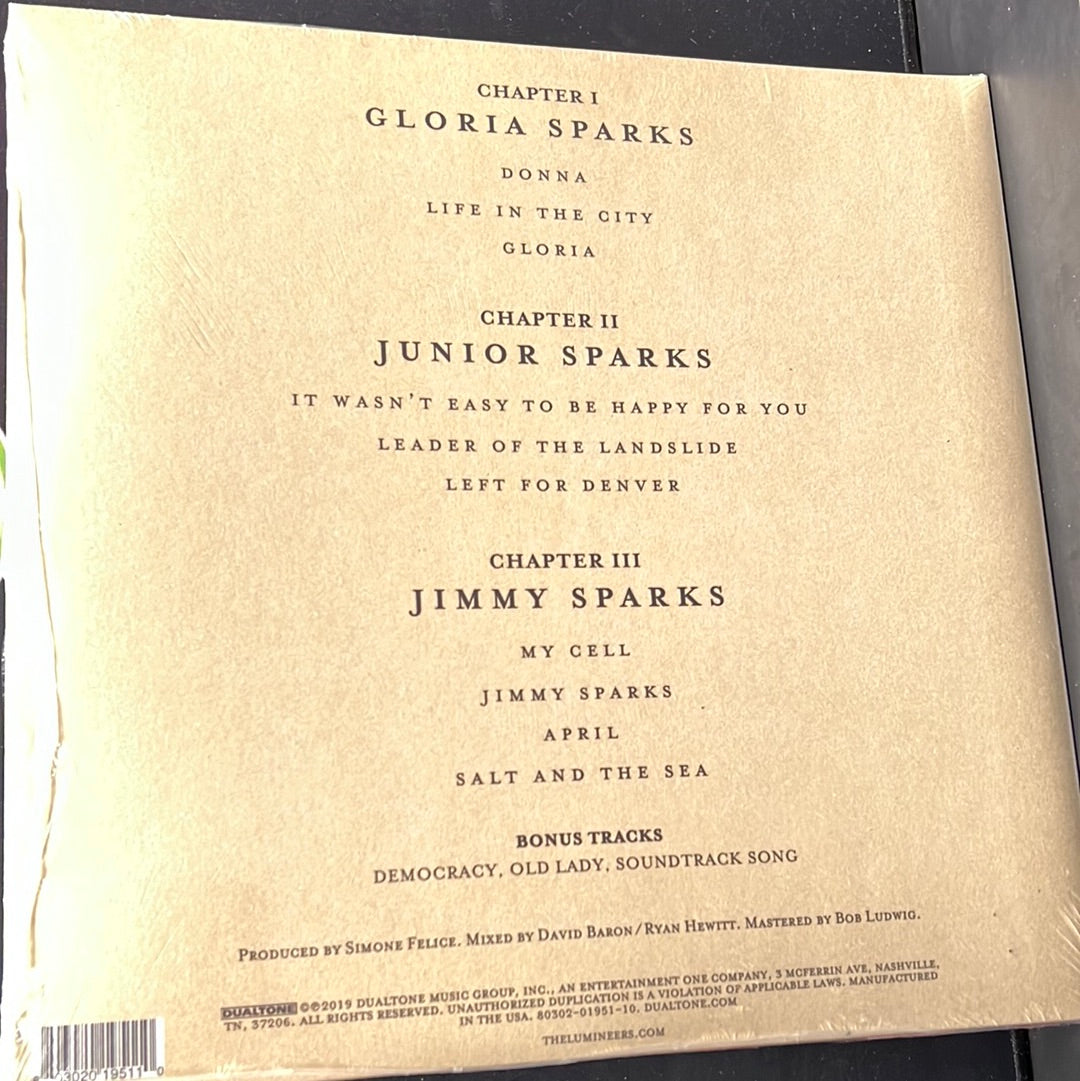 CHAPTER I
GLORIA SPARKS
DONNA
LIFE IN THE CITY
GLORIA
CHAPTER II
JUNIOR SPARKS
IT WASN'T EASY TO BE HAPPY FOR YOU
LEADER OF THE LANDSLIDE
LEFT FOR DENVER
CHAPTER III
JIMMY SPARKS
MY CELL
JIMMY SPARKS
APRIL
SALT AND THE SEA
BONUS TRACKS
DEMOCRACY, OLD LADY, SOUNDTRACK SONG
PRODUCED BY SIMONE FELICE. MIXED BY DAVID BARON/RYAN HEWITT. MASTERED BY BOB LUDWIG.
DUALTONE ©℗2019 DUALTONE MUSIC GROUP, INC., AN ENTERTAINMENT ONE COMPANY, 3 MCFERRIN AVE, NASHVILLE,
TN, 37206. ALL RIGHTS RESERVED. UNAUTHORIZED DUPLICATION IS A VIOLATION OF APPLICABLE LAWS. MANUFACTURED
IN THE USA. 80302-01951-10. DUALTONE.COM
THELUMINEERS.COM
19511 0